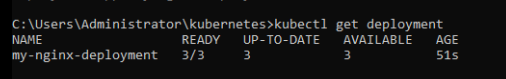 C:\Users\Administrator\kubernetes>kubectl get deployment
NAME READY UP-TO-DATE AVAILABLE AGE
my-nginx-deployment 3/3 3 3 51s